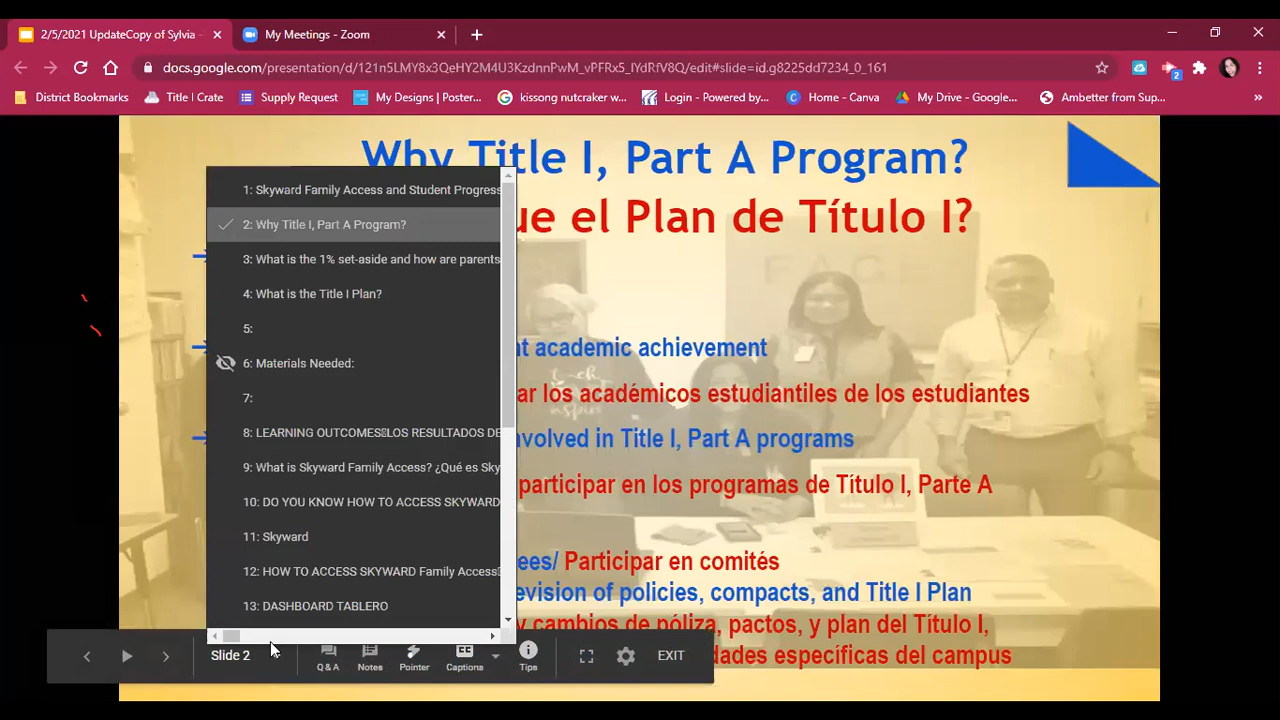 2/5/2021 UpdateCopy of Sylvia -
My Meetings - Zoom
docs.google.com/presentation/d/121n5LMY8x3QeHY2M4U3KzdnnPwM_vPFRx5_lYdRfV8Q/edit#slide=id.g8225dd7234_0_161
2
District Bookmarks
Title I Crate
Supply Request
My Designs | Poster...
kissong nutcraker w...
Login - Powered by...
Home - Canva
My Drive - Google...
Ambetter from Sup...
»
Why Title I, Part A Program?
ue el Plan de Título I?
1: Skyward Family Access and Student Progress
2: Why Title I, Part A Program?
3: What is the 1% set-aside and how are parents
4: What is the Title I Plan?
5:
6: Materials Needed:
7:
8: LEARNING OUTCOMES LOS RESULTADOS DE
9: What is Skyward Family Access? ¿Qué es Sky
10: DO YOU KNOW HOW TO ACCESS SKYWARD
11: Skyward
12: HOW TO ACCESS SKYWARD Family Access
13: DASHBOARD TABLERO
FACE
nt academic achievement
ar los académicos estudiantiles de los estudiantes
nvolved in Title I, Part A programs
participar en los programas de Título I, Parte A
ees/ Participar en comités
evision of policies, compacts, and Title I Plan
y cambios de póliza, pactos, y plan del Título I,
dades específicas del campus
Slide 2
Q & A
Notes
Pointer
Captions
Tips
EXIT